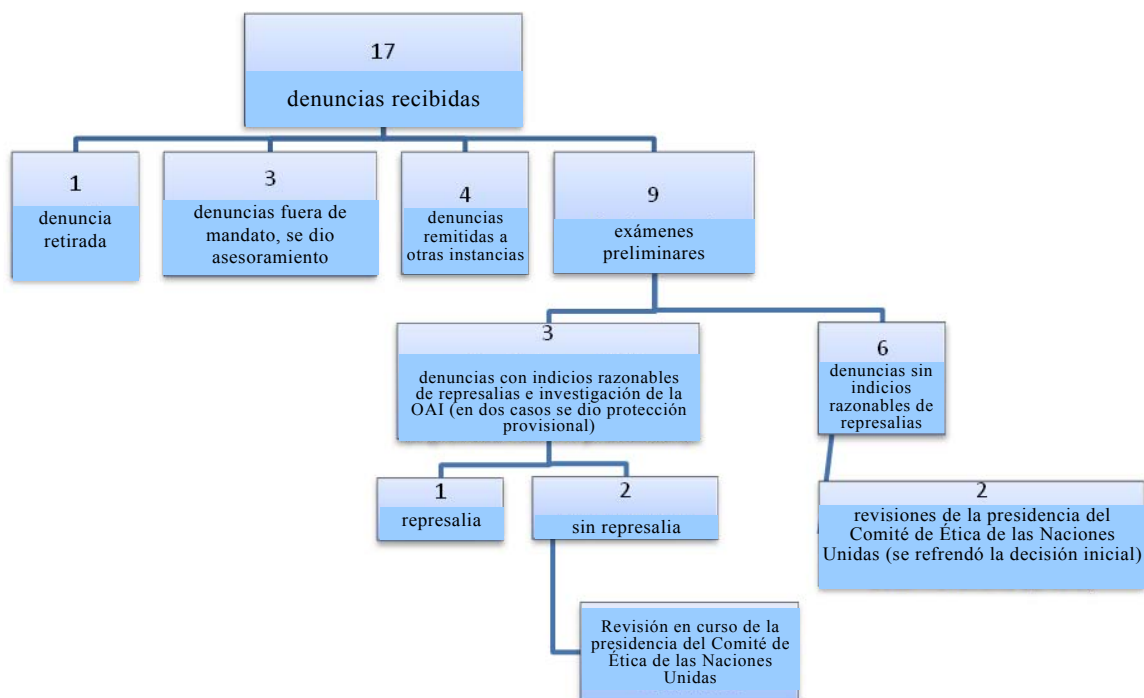 17
denuncias recibidas
1
denuncia
retirada
3
denuncias fuera de
mandato, se dio
asesoramiento
4
denuncias
remitidas a
otras instancias
9
exámenes
preliminares
3
denuncias con indicios razonables
de represalias e investigación de la
OAI (en dos casos se dio protección
provisional)
6
denuncias sin
indicios
razonables de
represalias
1
represalia
2
sin represalia
2
revisiones de la presidencia del
Comité de Ética de las Naciones
Unidas (se refrendó la decisión inicial)
Revisión en curso de la
presidencia del Comité de
Ética de las Naciones
Unidas